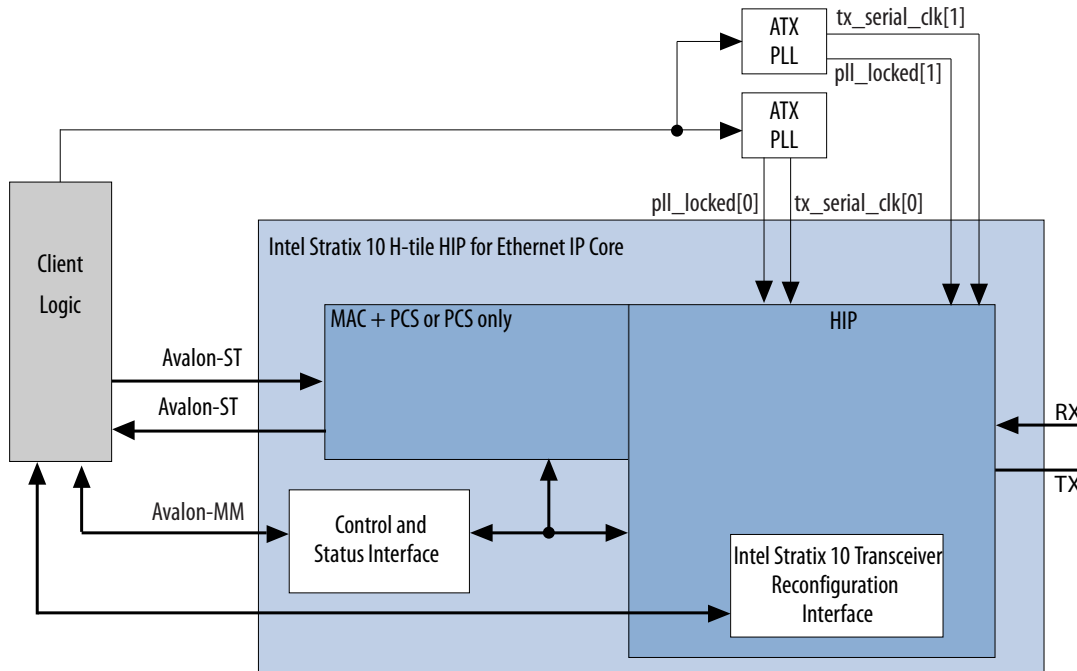 ATX
PLL
tx_serial_clk[1]
pll_locked[1]
ATX
PLL
pll_locked[0]
tx_serial_clk[0]
Client
Logic
Intel Stratix 10 H-tile HIP for Ethernet IP Core
MAC + PCS or PCS only
HIP
Avalon-ST
Avalon-ST
RX
TX
Avalon-MM
Control and
Status Interface
Intel Stratix 10 Transceiver
Reconfiguration
Interface